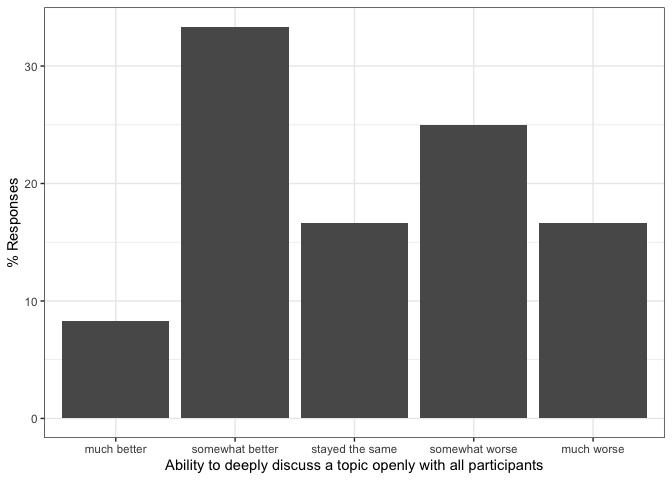 % Responses
30
20
10
0
much better somewhat better stayed the same somewhat worse much worse
Ability to deeply discuss a topic openly with all participants